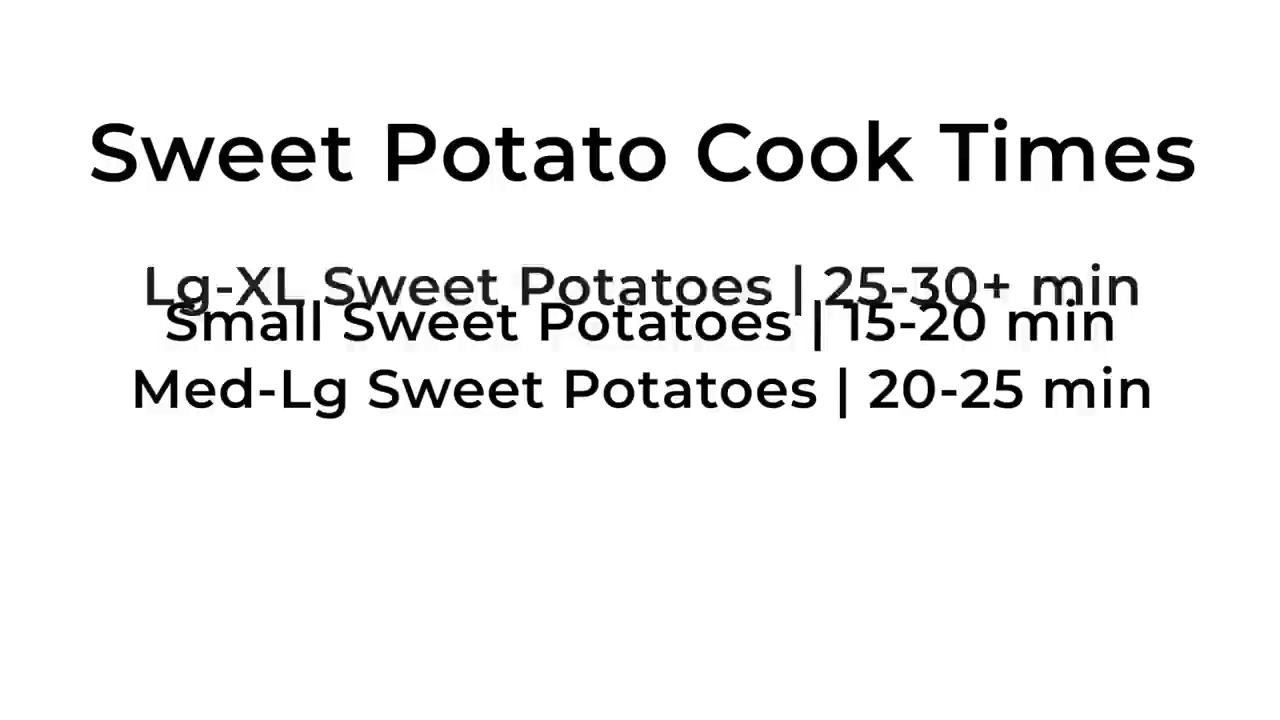 Sweet Potato Cook Times
Lg-XL Sweet Potatoes | 25-30+ min
Small Sweet Potatoes | 15-20 min
Med-Lg Sweet Potatoes | 20-25 min